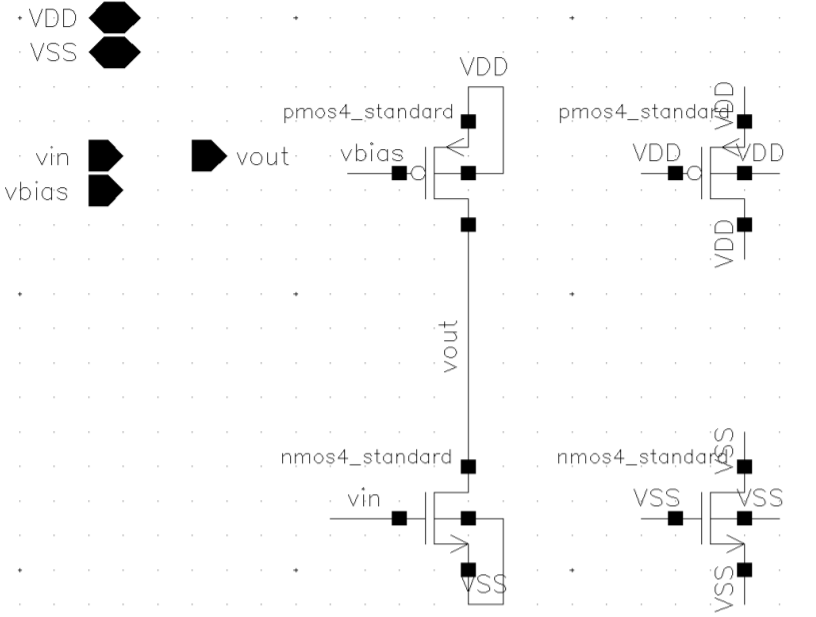 VDD
VSS
vin
vout
vbias
VDD
pmos4_standard
vbias
vout
nmos4_standard
vin
VSS
pmos4_standard
VDD
VDD
VDD
VDD
nmos4_standard
VSS
VSS
VSS
VSS